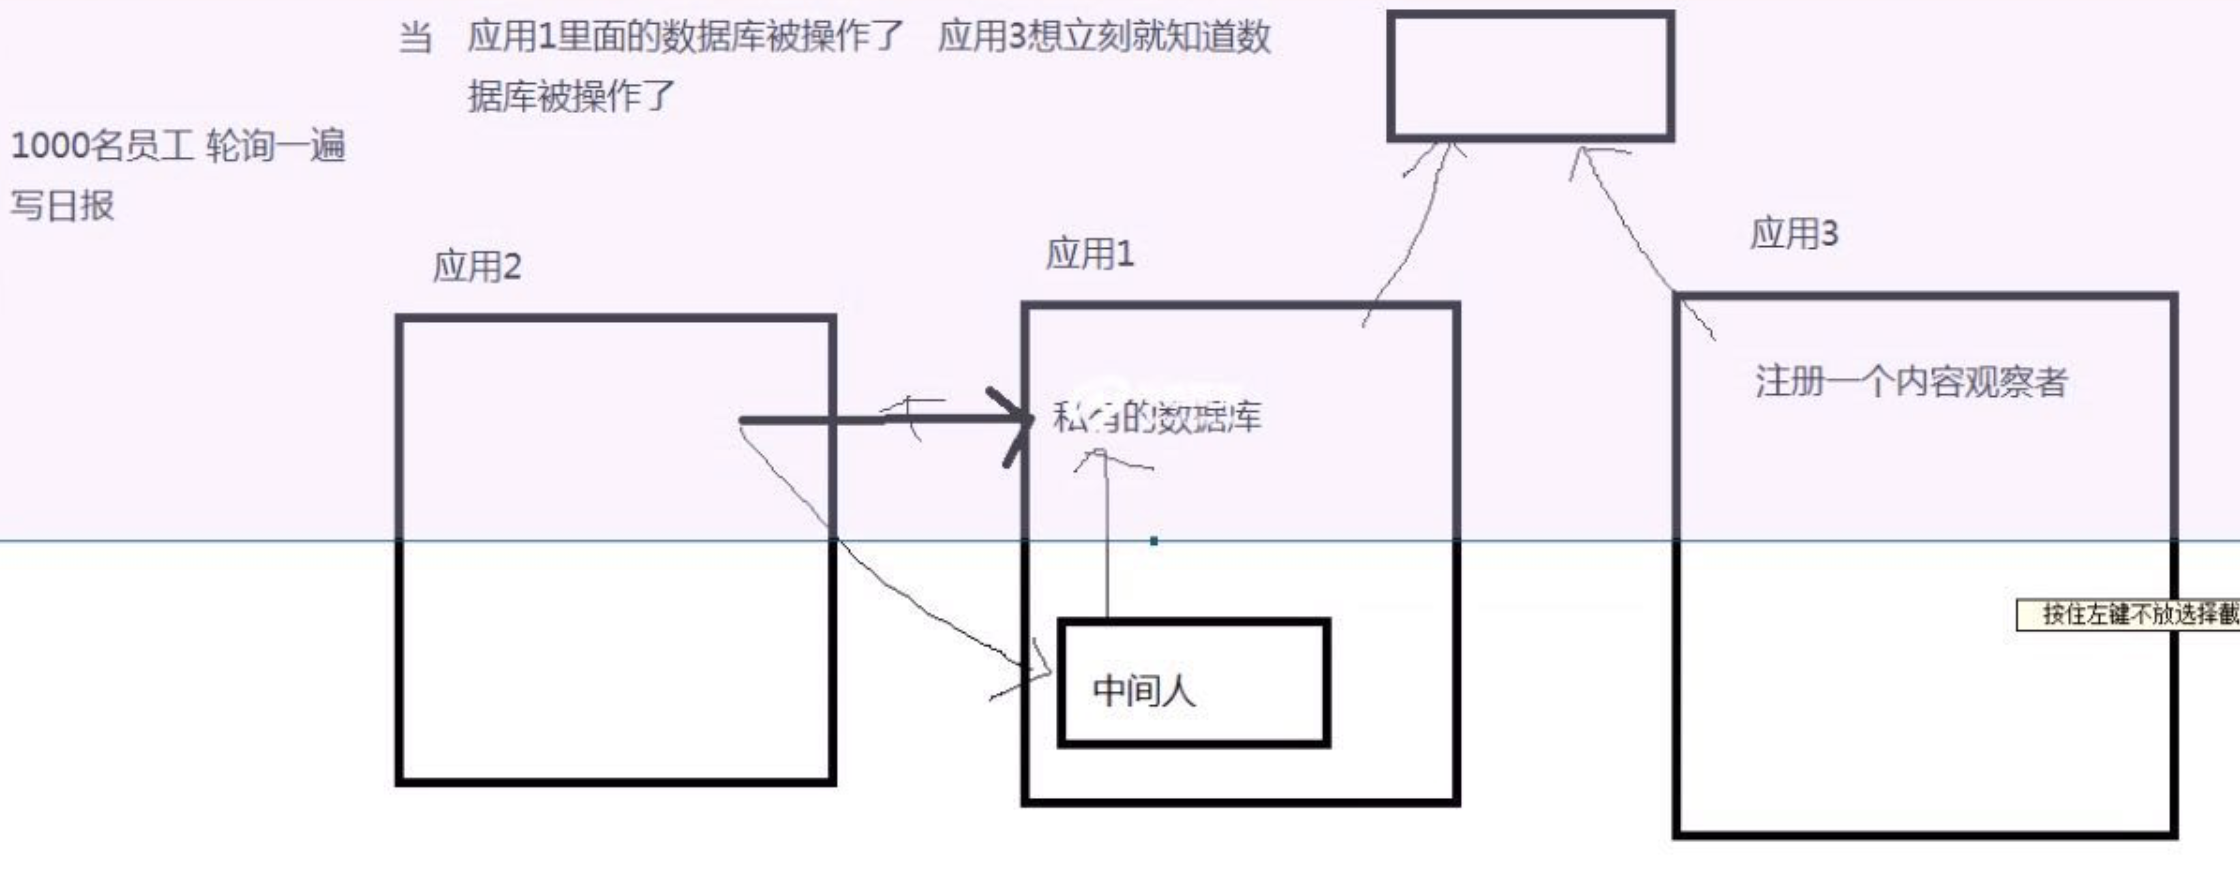 当 应用1里面的数据库被操作了 应用3想立刻就知道数
据库被操作了
1000名员工 轮询一遍
写日报
应用2
应用1
应用3
私有的数据库
注册一个内容观察者
中间人
按住左键不放选择截